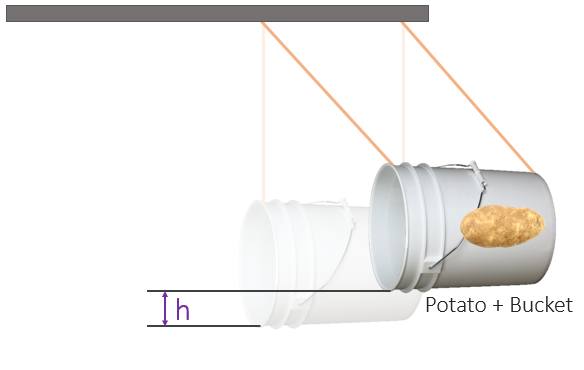 h
Potato + Bucket